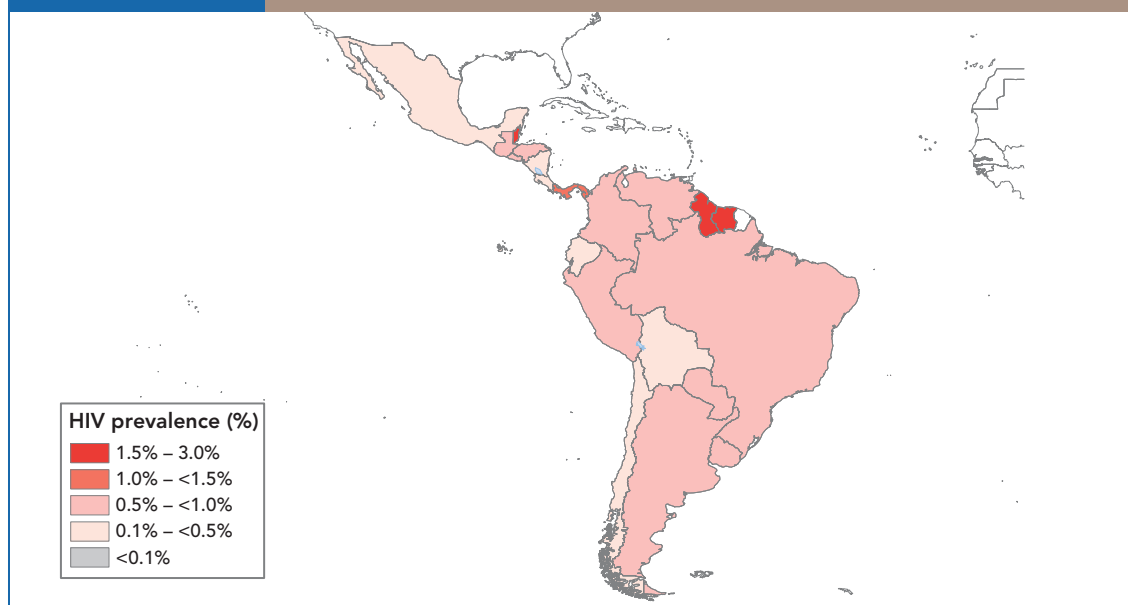 HIV prevalence (%)
1.5% – 3.0%
1.0% – <1.5%
0.5% – <1.0%
0.1% – <0.5%
<0.1%